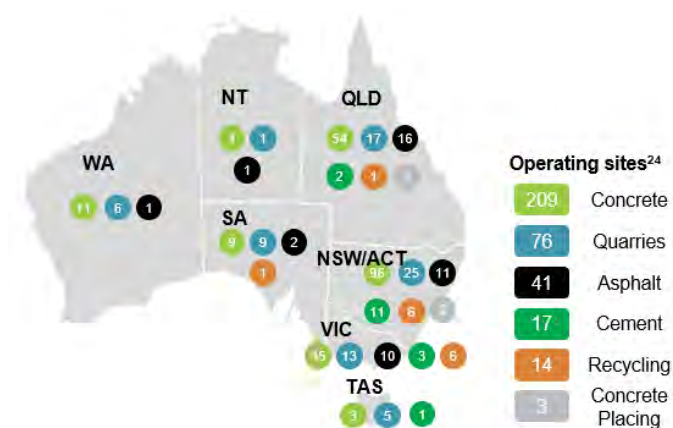 NT
QLD
1 1
54 17 16
1
2 1
WA
11 6 1
SA
9 9 2
1
NSW/ACT
96 25 11
11 6
VIC
35 13 10 3 6
TAS
3 5 1
Operating sites24
209 Concrete
76 Quarries
41 Asphalt
17 Cement
14 Recycling
3 Concrete
Placing